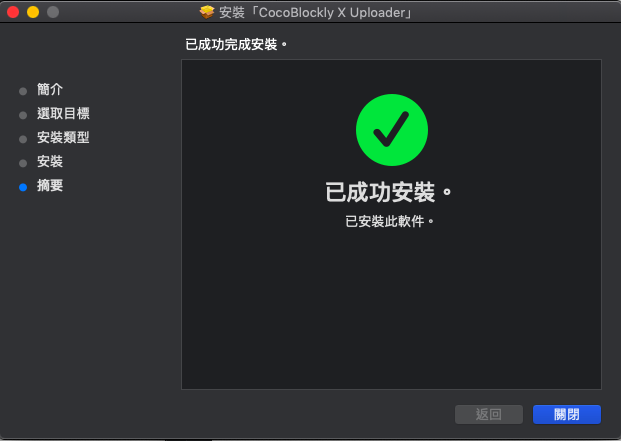 安裝「CocoBlockly X Uploader」
已成功完成安裝。
簡介
選取目標
安裝類型
安裝
摘要
已成功安裝。
已安裝此軟件。
返回
關閉